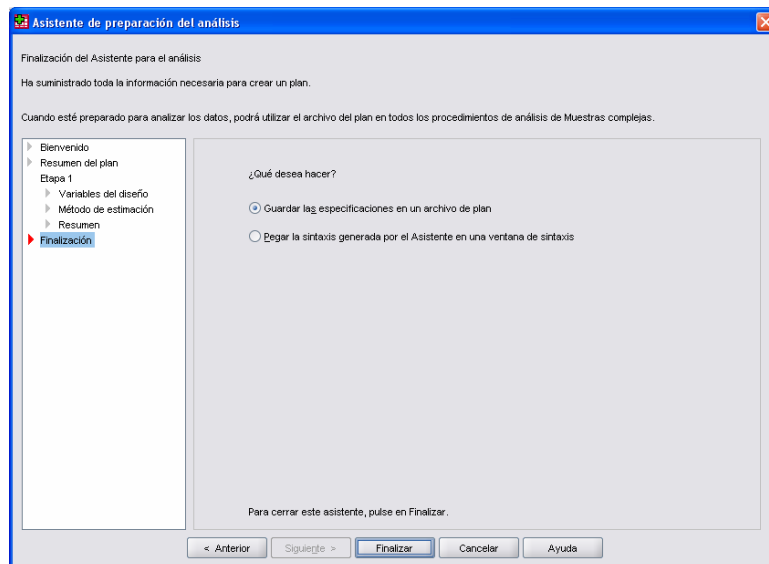 Asistente de preparación del análisis
Finalización del Asistente para el análisis
Ha suministrado toda la información necesaria para crear un plan.
Cuando esté preparado para analizar los datos, podrá utilizar el archivo del plan en todos los procedimientos de análisis de Muestras complejas.
Bienvenido
Resumen del plan
Etapa 1
Variables del diseño
Método de estimación
Resumen
Finalización
¿Qué desea hacer?
Guardar las especificaciones en un archivo de plan
Pegar la sintaxis generada por el Asistente en una ventana de sintaxis
Para cerrar este asistente, pulse en Finalizar.
< Anterior Siguiente > Finalizar Cancelar Ayuda